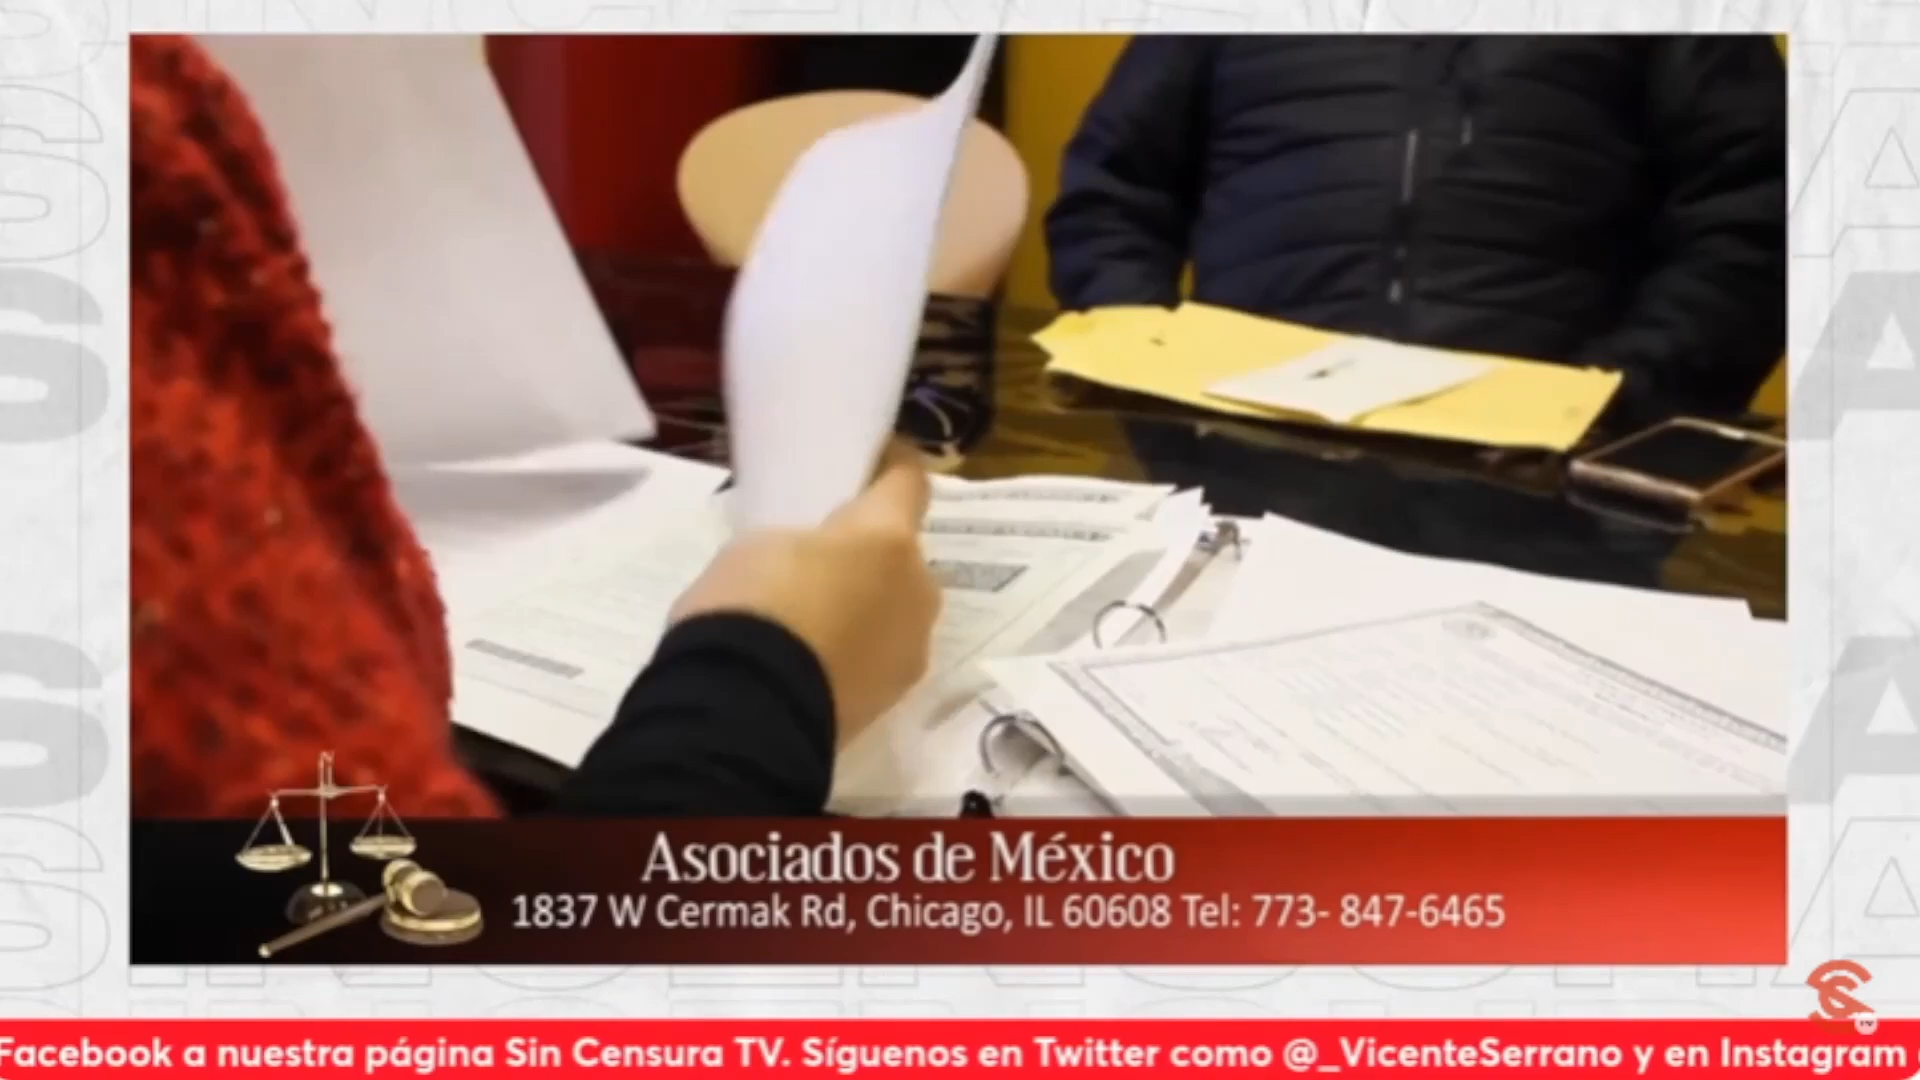 Asociados de México
1837 W Cermak Rd, Chicago, IL 60608 Tel: 773- 847-6465
Facebook a nuestra página Sin Censura TV. Síguenos en Twitter como @_VicenteSerrano y en Instagram